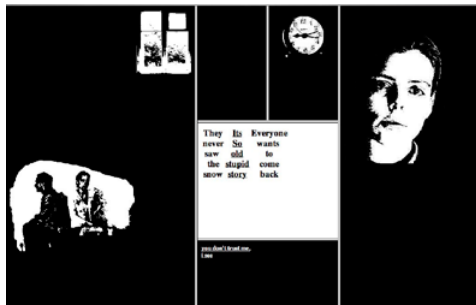 They Its Everyone
never So wants
saw old to
the stupid come
snow story back
you don't trust me.
I see